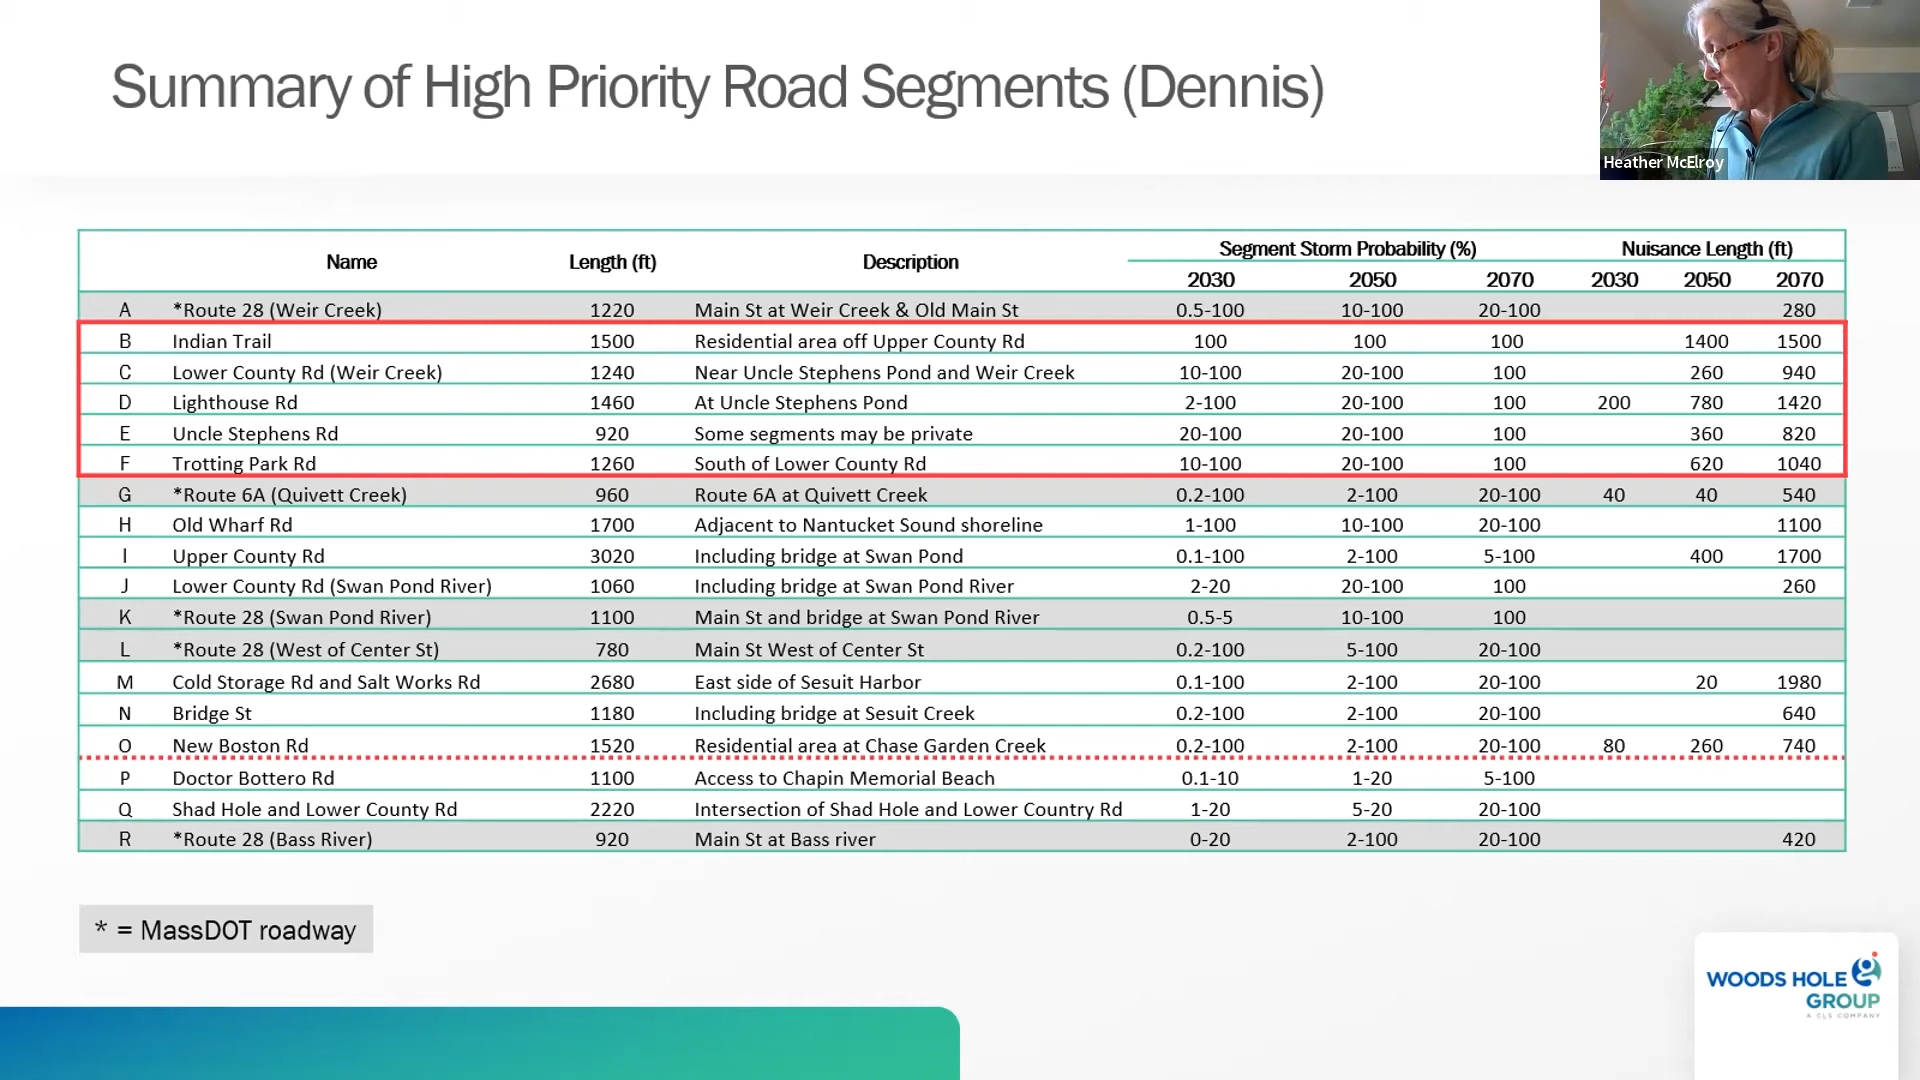 Summary of High Priority Road Segments (Dennis)
Heather McElroy
Name Length (ft) Description Segment Storm Probability (%) Nuisance Length (ft)
2030 2050 2070 2030 2050 2070
A *Route 28 (Weir Creek) 1220 Main St at Weir Creek & Old Main St 0.5-100 10-100 20-100 280
B Indian Trail 1500 Residential area off Upper County Rd 100 100 100 1400 1500
C Lower County Rd (Weir Creek) 1240 Near Uncle Stephens Pond and Weir Creek 10-100 20-100 100 260 940
D Lighthouse Rd 1460 At Uncle Stephens Pond 2-100 20-100 100 200 780 1420
E Uncle Stephens Rd 920 Some segments may be private 20-100 20-100 100 360 820
F Trotting Park Rd 1260 South of Lower County Rd 10-100 20-100 100 620 1040
G *Route 6A (Quivett Creek) 960 Route 6A at Quivett Creek 0.2-100 2-100 20-100 40 40 540
H Old Wharf Rd 1700 Adjacent to Nantucket Sound shoreline 1-100 10-100 20-100 1100
I Upper County Rd 3020 Including bridge at Swan Pond 0.1-100 2-100 5-100 400 1700
J Lower County Rd (Swan Pond River) 1060 Including bridge at Swan Pond River 2-20 20-100 100 260
K *Route 28 (Swan Pond River) 1100 Main St and bridge at Swan Pond River 0.5-5 10-100 100
L *Route 28 (West of Center St) 780 Main St West of Center St 0.2-100 5-100 20-100
M Cold Storage Rd and Salt Works Rd 2680 East side of Sesuit Harbor 0.1-100 2-100 20-100 20 1980
N Bridge St 1180 Including bridge at Sesuit Creek 0.2-100 2-100 20-100 640
O New Boston Rd 1520 Residential area at Chase Garden Creek 0.2-100 2-100 20-100 80 260 740
P Doctor Bottero Rd 1100 Access to Chapin Memorial Beach 0.1-10 1-20 5-100
Q Shad Hole and Lower County Rd 2220 Intersection of Shad Hole and Lower Country Rd 1-20 5-20 20-100
R *Route 28 (Bass River) 920 Main St at Bass river 0-20 2-100 20-100 420
* = MassDOT roadway
WOODS HOLE
GROUP
A CLS COMPANY